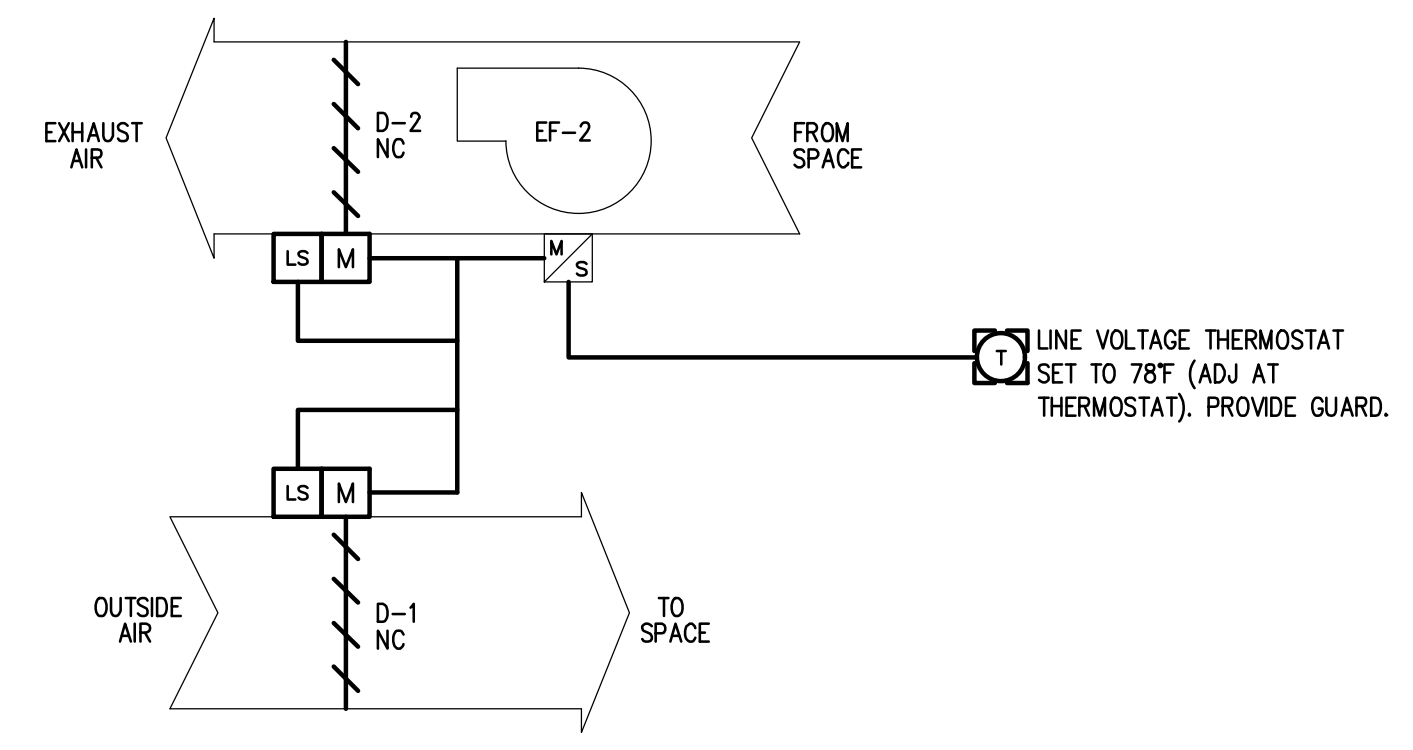 EXHAUST
AIR
D-2
NC
EF-2
FROM
SPACE
LS
M
M
S
T
LINE VOLTAGE THERMOSTAT
SET TO 78°F (ADJ AT
THERMOSTAT). PROVIDE GUARD.
LS
M
OUTSIDE
AIR
D-1
NC
TO
SPACE